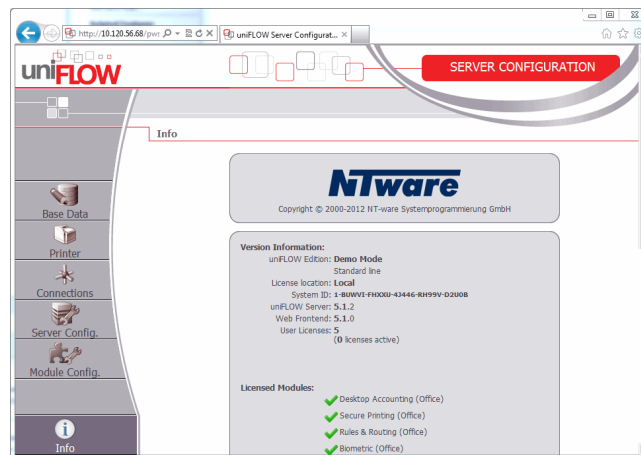 http://10.120.56.68/pwt
uniFLOW Server Configurat...
uniFLOW
SERVER CONFIGURATION
Info
NTware
Copyright © 2000-2012 NT-ware Systemprogrammierung GmbH
Base Data
Printer
Connections
Server Config.
Module Config.
Info
Version Information:
uniFLOW Edition: Demo Mode
Standard line
License location: Local
System ID: 1-BUWVI-FHXXU-4J446-RH99V-D2U0B
uniFLOW Server: 5.1.2
Web Frontend: 5.1.0
User Licenses: 5
(0 licenses active)
Licensed Modules:
Desktop Accounting (Office)
Secure Printing (Office)
Rules & Routing (Office)
Biometric (Office)